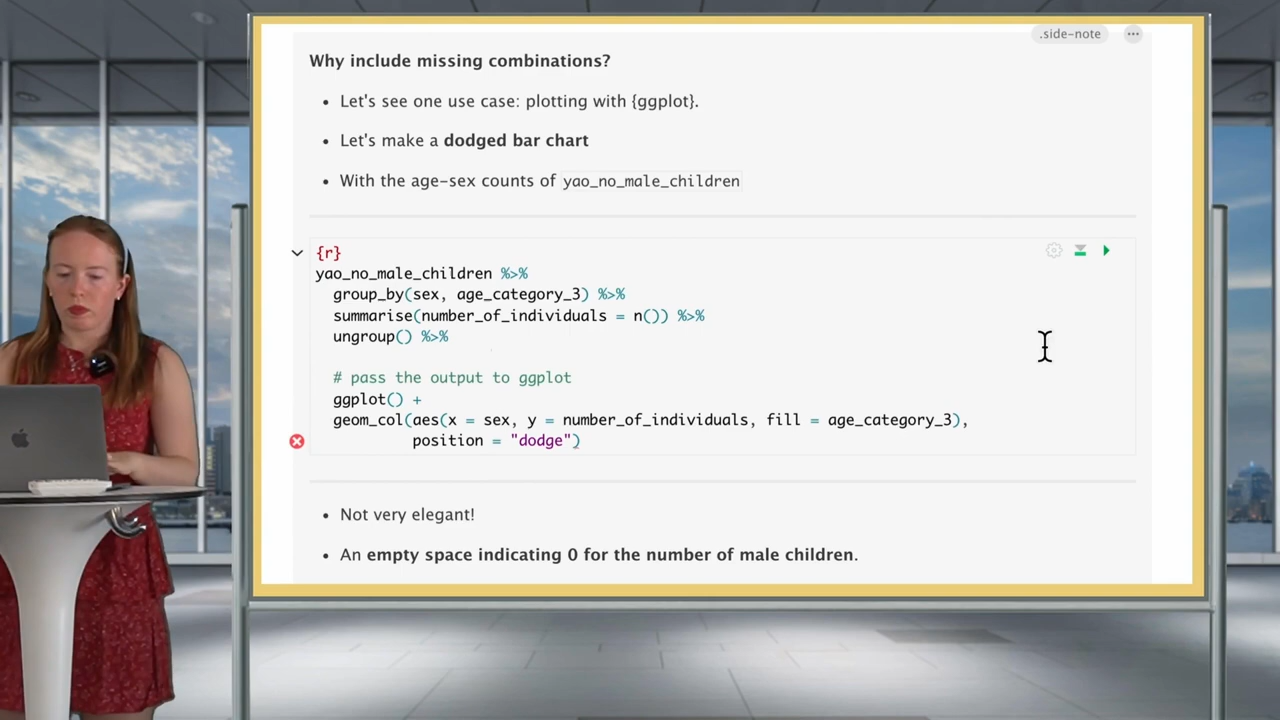 .side-note
Why include missing combinations?
• Let's see one use case: plotting with {ggplot}.
• Let's make a dodged bar chart
• With the age-sex counts of yao_no_male_children
{r}
yao_no_male_children %>%
group_by(sex, age_category_3) %>%
summarise(number_of_individuals = n()) %>%
ungroup() %>%
# pass the output to ggplot
ggplot() +
geom_col(aes(x = sex, y = number_of_individuals, fill = age_category_3),
position = "dodge")
• Not very elegant!
• An empty space indicating 0 for the number of male children.